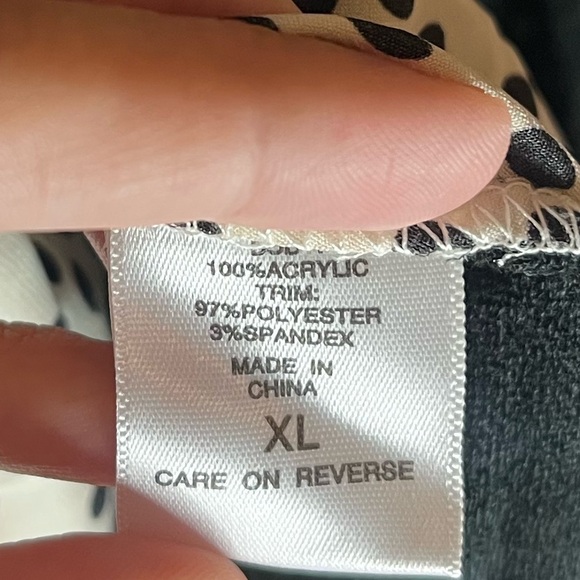 100%ACRYLIC
TRIM:
97%POLYESTER
3%SPANDEX
MADE IN
CHINA
XL
CARE ON REVERSE